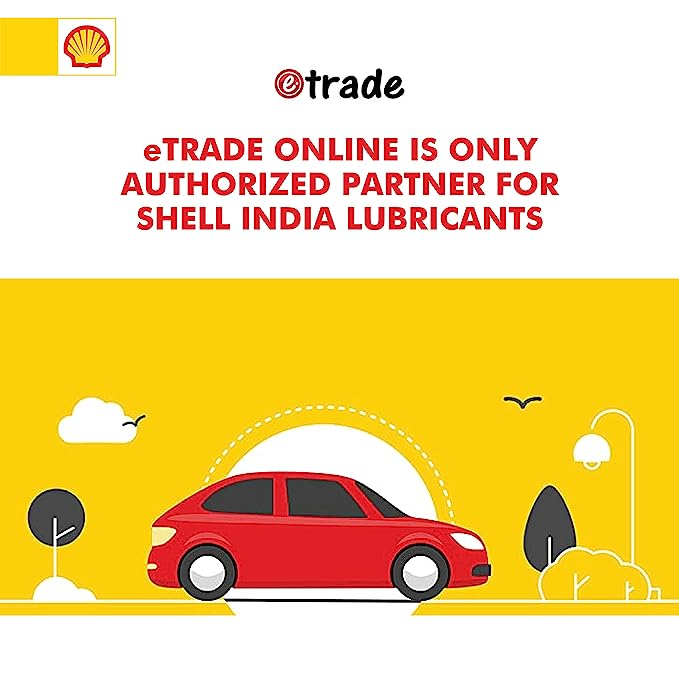 etrade
eTRADE ONLINE IS ONLY
AUTHORIZED PARTNER FOR
SHELL INDIA LUBRICANTS